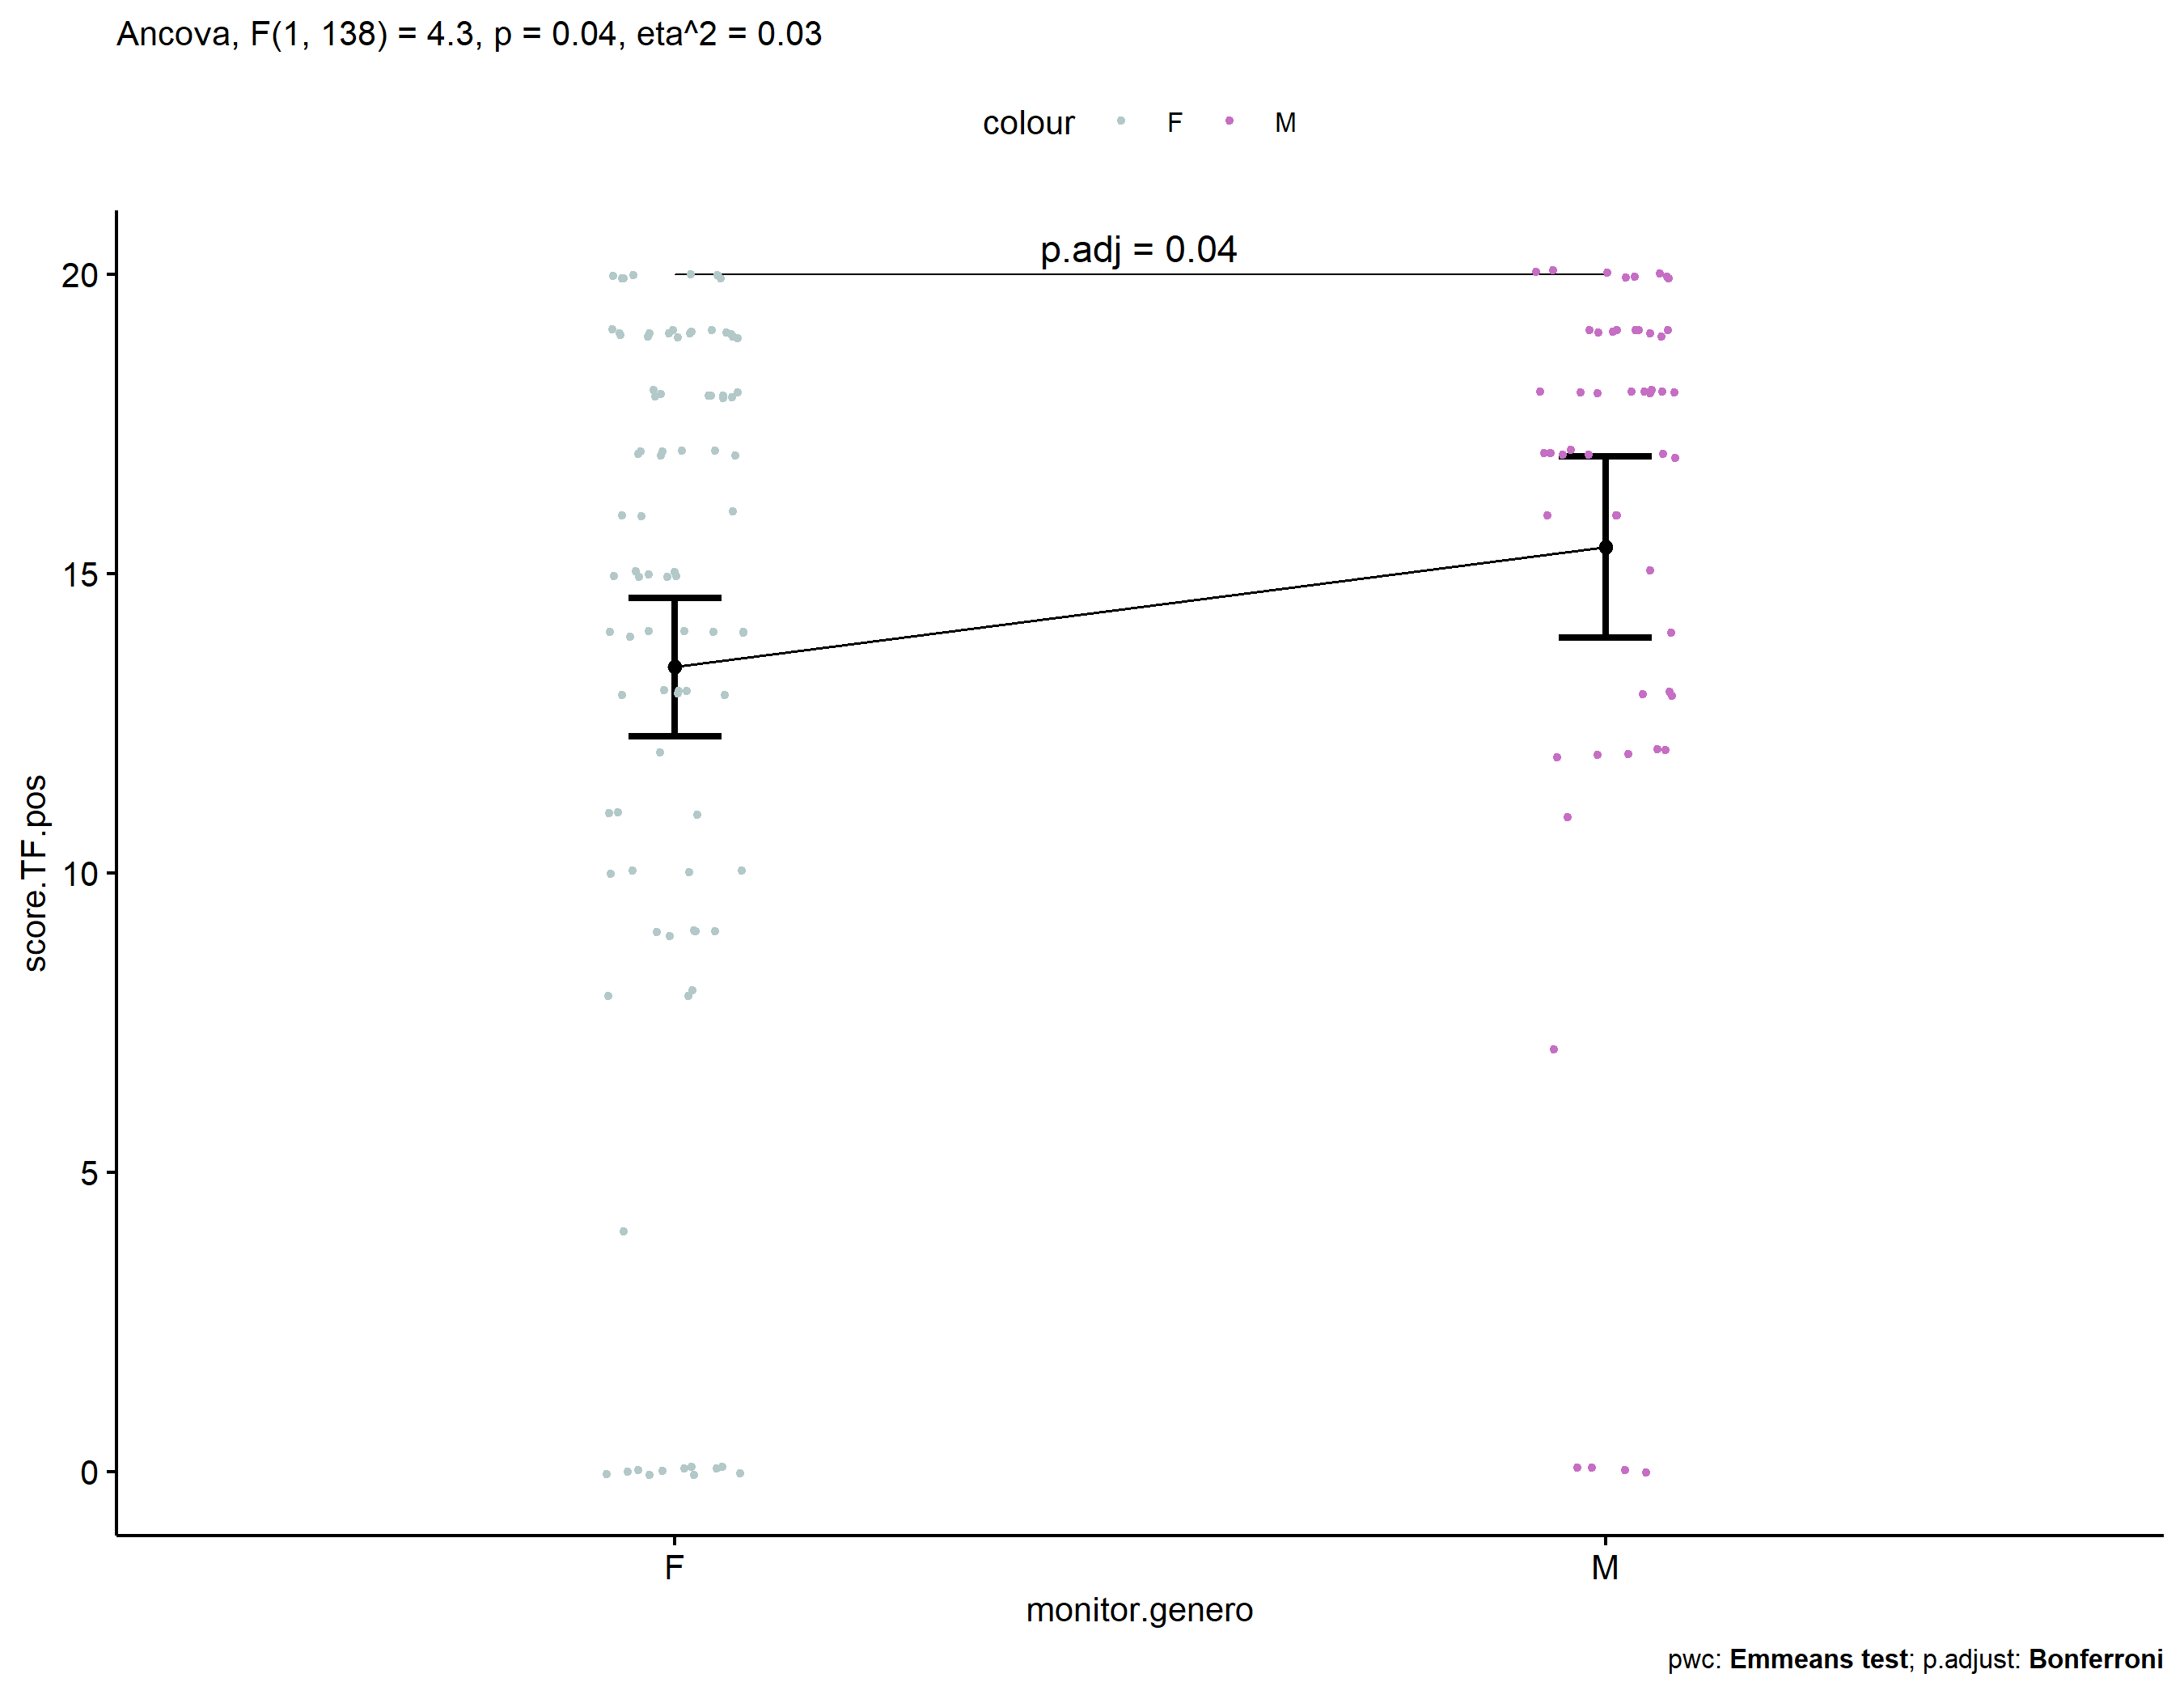 Ancova, F(1, 138) = 4.3, p = 0.04, eta^2 = 0.03
colour F M
p.adj = 0.04
20
15
10
5
0
score.TF.pos
F M
monitor.genero
pwc: Emmeans test; p.adjust: Bonferroni